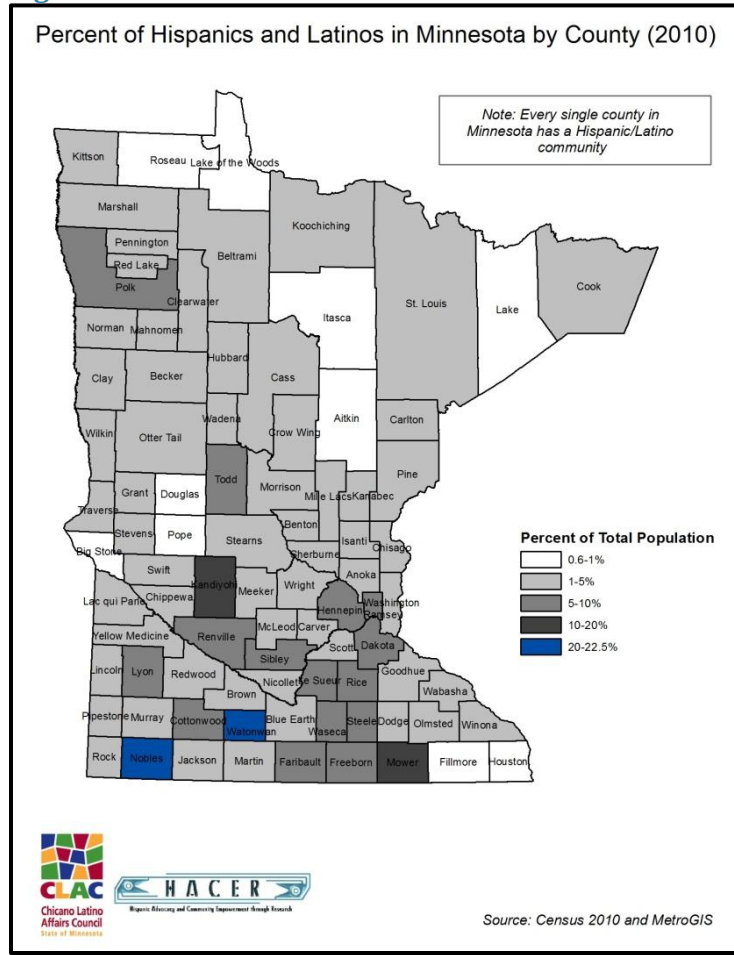 Percent of Hispanics and Latinos in Minnesota by County (2010)
Note: Every single county in
Minnesota has a Hispanic/Latino
community
Kittson
Roseau
Lake of the Woods
Marshall
Koochiching
Pennington
Beltrami
Red Lake
Polk
Clearwater
Cook
St. Louis
Lake
Itasca
Norman
Mahnomen
Hubbard
Clay
Becker
Cass
Wadena
Aitkin
Carlton
Crow Wing
Wilkin
Otter Tail
Pine
Todd
Morrison
Mille Lacs
Kanabec
Grant
Douglas
Traverse
Benton
Stevens
Pope
Stearns
Isanti
Chisago
Big Stone
Sherburne
Swift
Kandiyohi
Anoka
Wright
Meeker
Washington
Lac qui Parle
Chippewa
Hennepin
Ramsey
McLeod
Carver
Yellow Medicine
Renville
Dakota
Scott
Sibley
Lincoln
Lyon
Redwood
Nicollet
Le Sueur
Rice
Goodhue
Wabasha
Brown
Pipestone
Murray
Cottonwood
Watonwan
Blue Earth
Waseca
Steele
Dodge
Olmsted
Winona
Rock
Nobles
Jackson
Martin
Faribault
Freeborn
Mower
Fillmore
Houston
Percent of Total Population
0.6-1%
1-5%
5-10%
10-20%
20-22.5%
CLAC
Chicano Latino
Affairs Council
State of Minnesota
HACER
Hispanic Advocacy and Community Empowerment through Research
Source: Census 2010 and MetroGIS